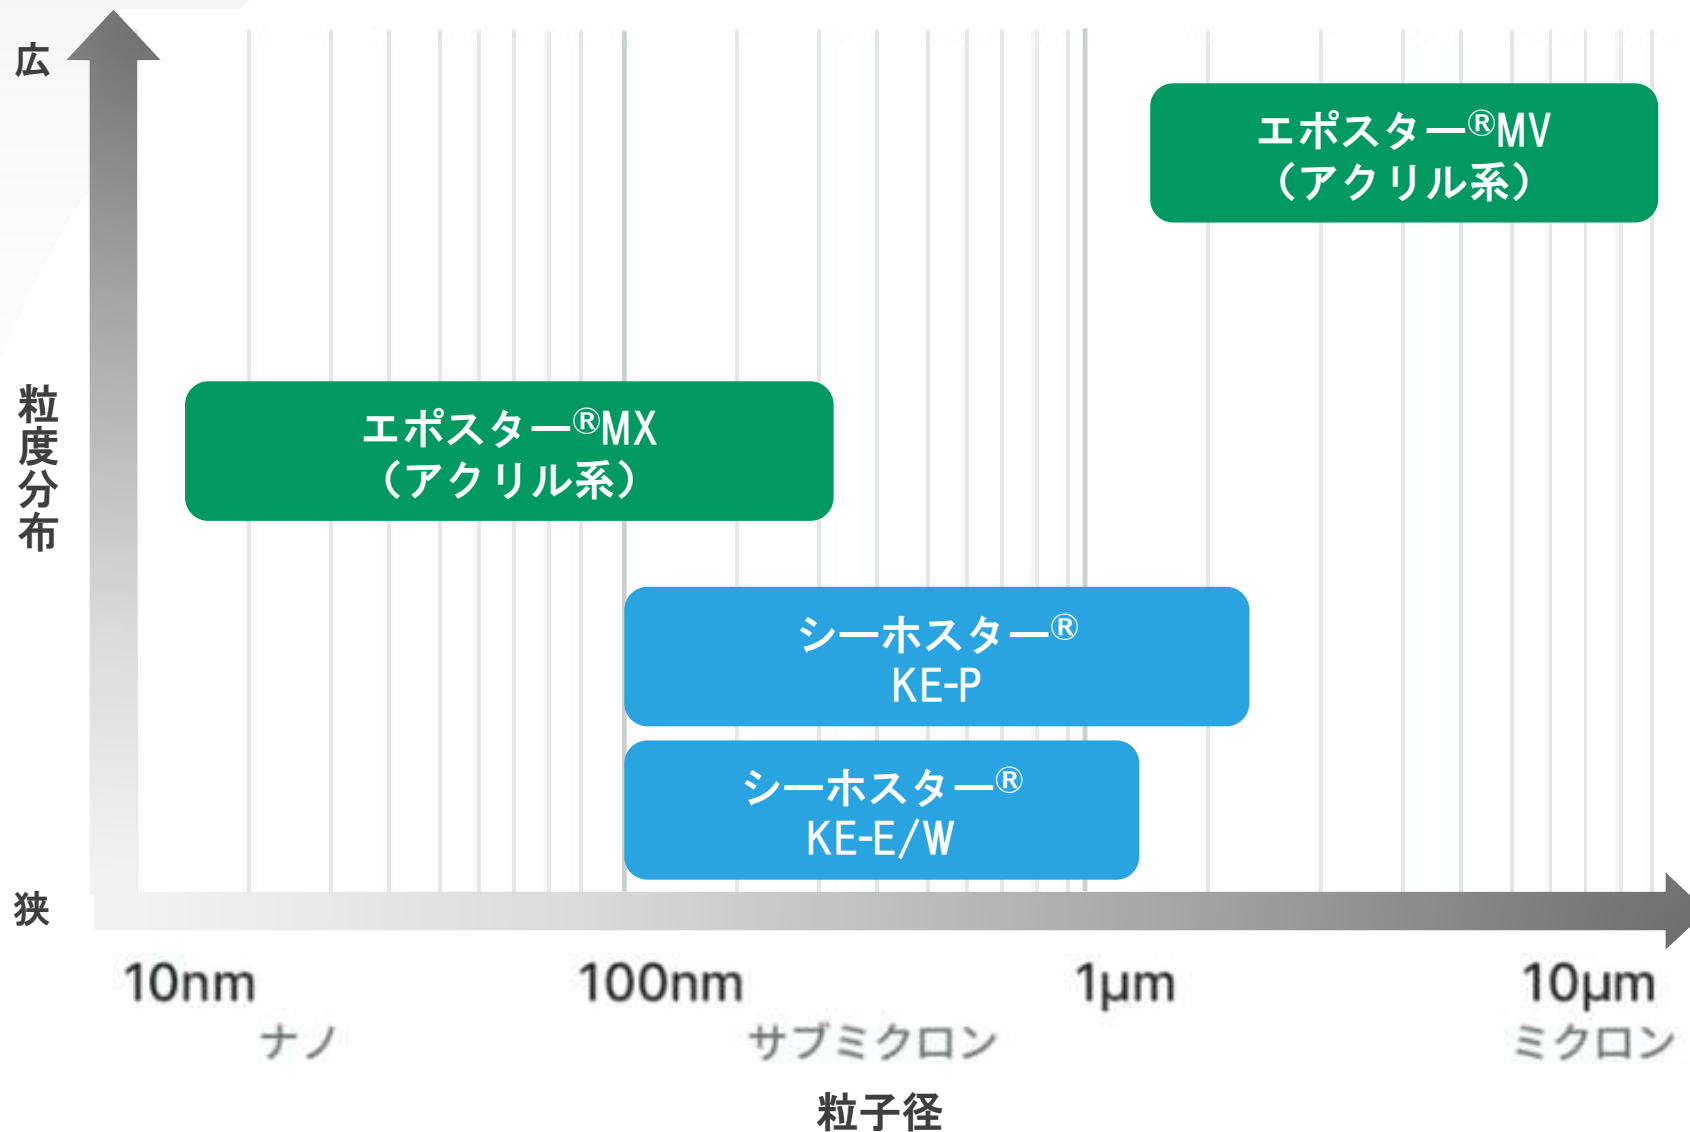 広
エポスター®MV
（アクリル系）
粒度分布
エポスター®MX
（アクリル系）
シーホスター®
KE-P
シーホスター®
KE-E/W
狭
10nm
100nm
1μm
10μm
ナノ
サブミクロン
ミクロン
粒子径